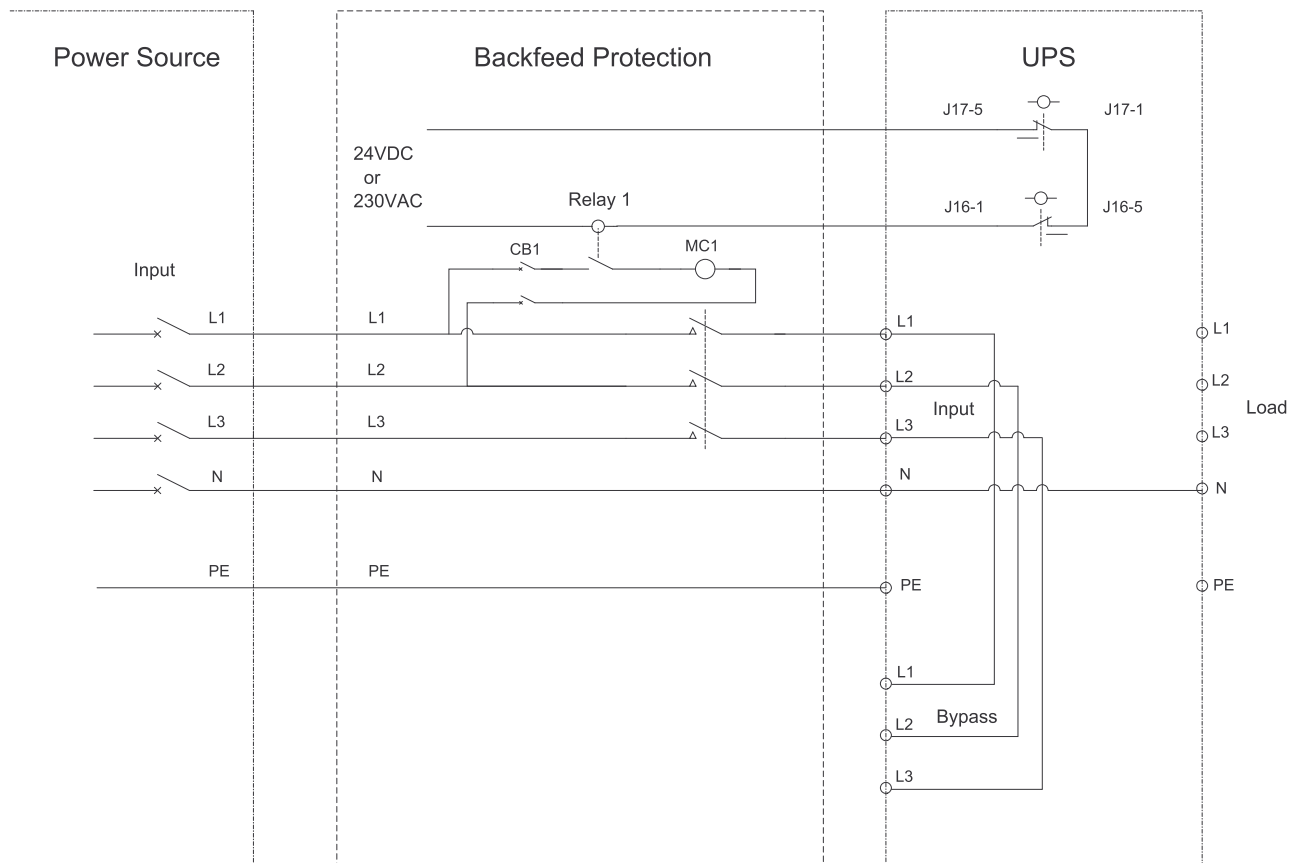 Power Source
Backfeed Protection
UPS
J17-5
J17-1
24VDC
or
230VAC
Relay 1
J16-1
J16-5
CB1
MC1
Input
L1
L1
L1
L1
L2
L2
L2
L2
Input
Load
L3
L3
L3
L3
N
N
N
N
PE
PE
PE
PE
L1
L2
Bypass
L3